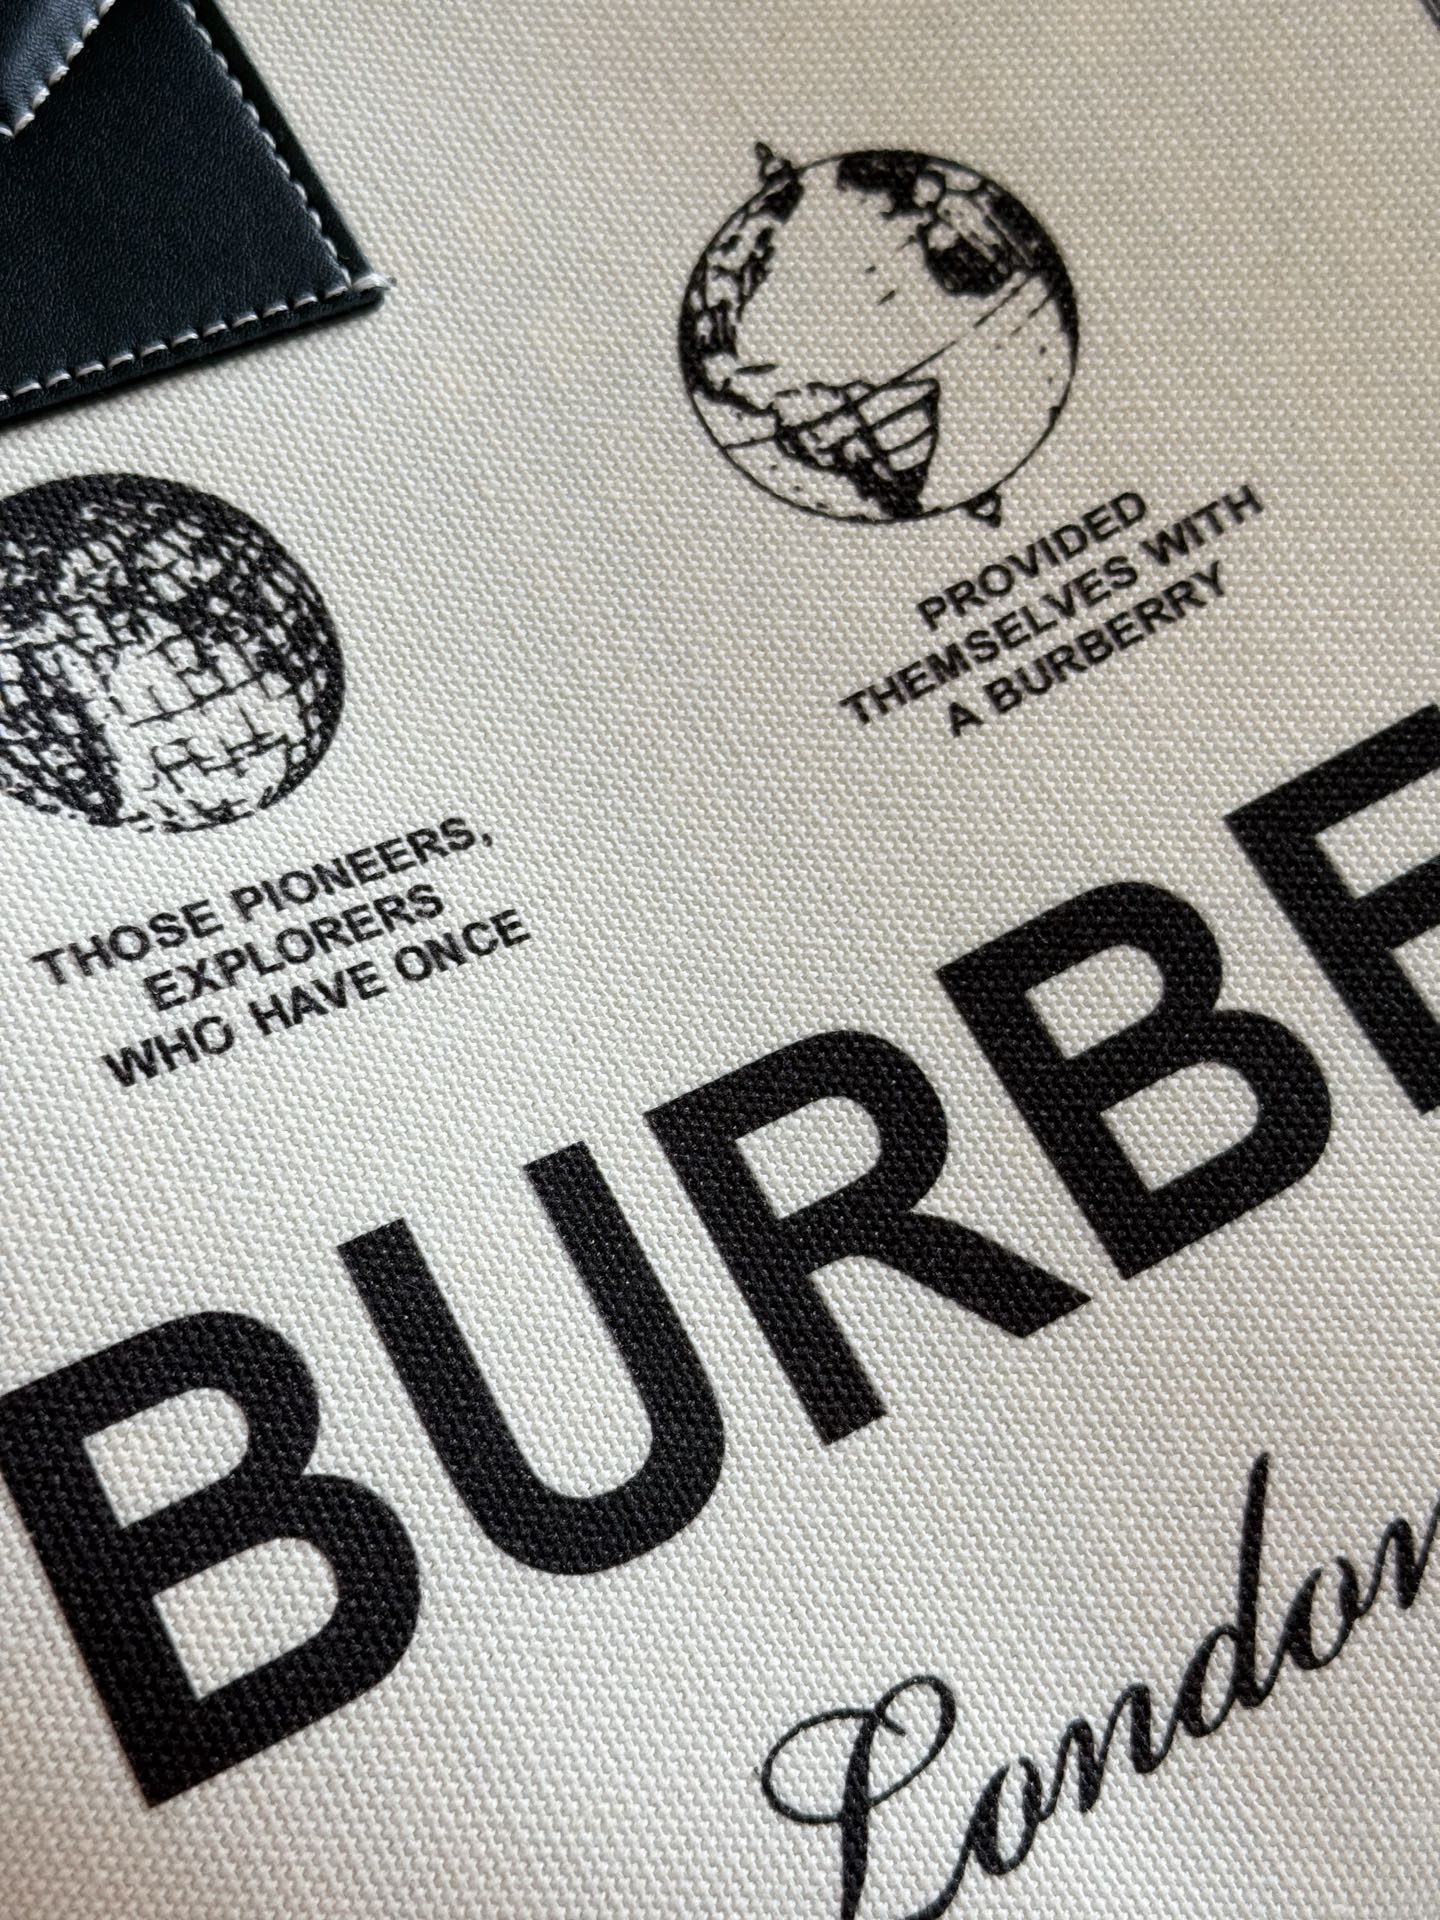 THOSE PIONEERS,
EXPLORERS
WHO HAVE ONCE
PROVIDED
THEMSELVES WITH
A BURBERRY
BURBE
London